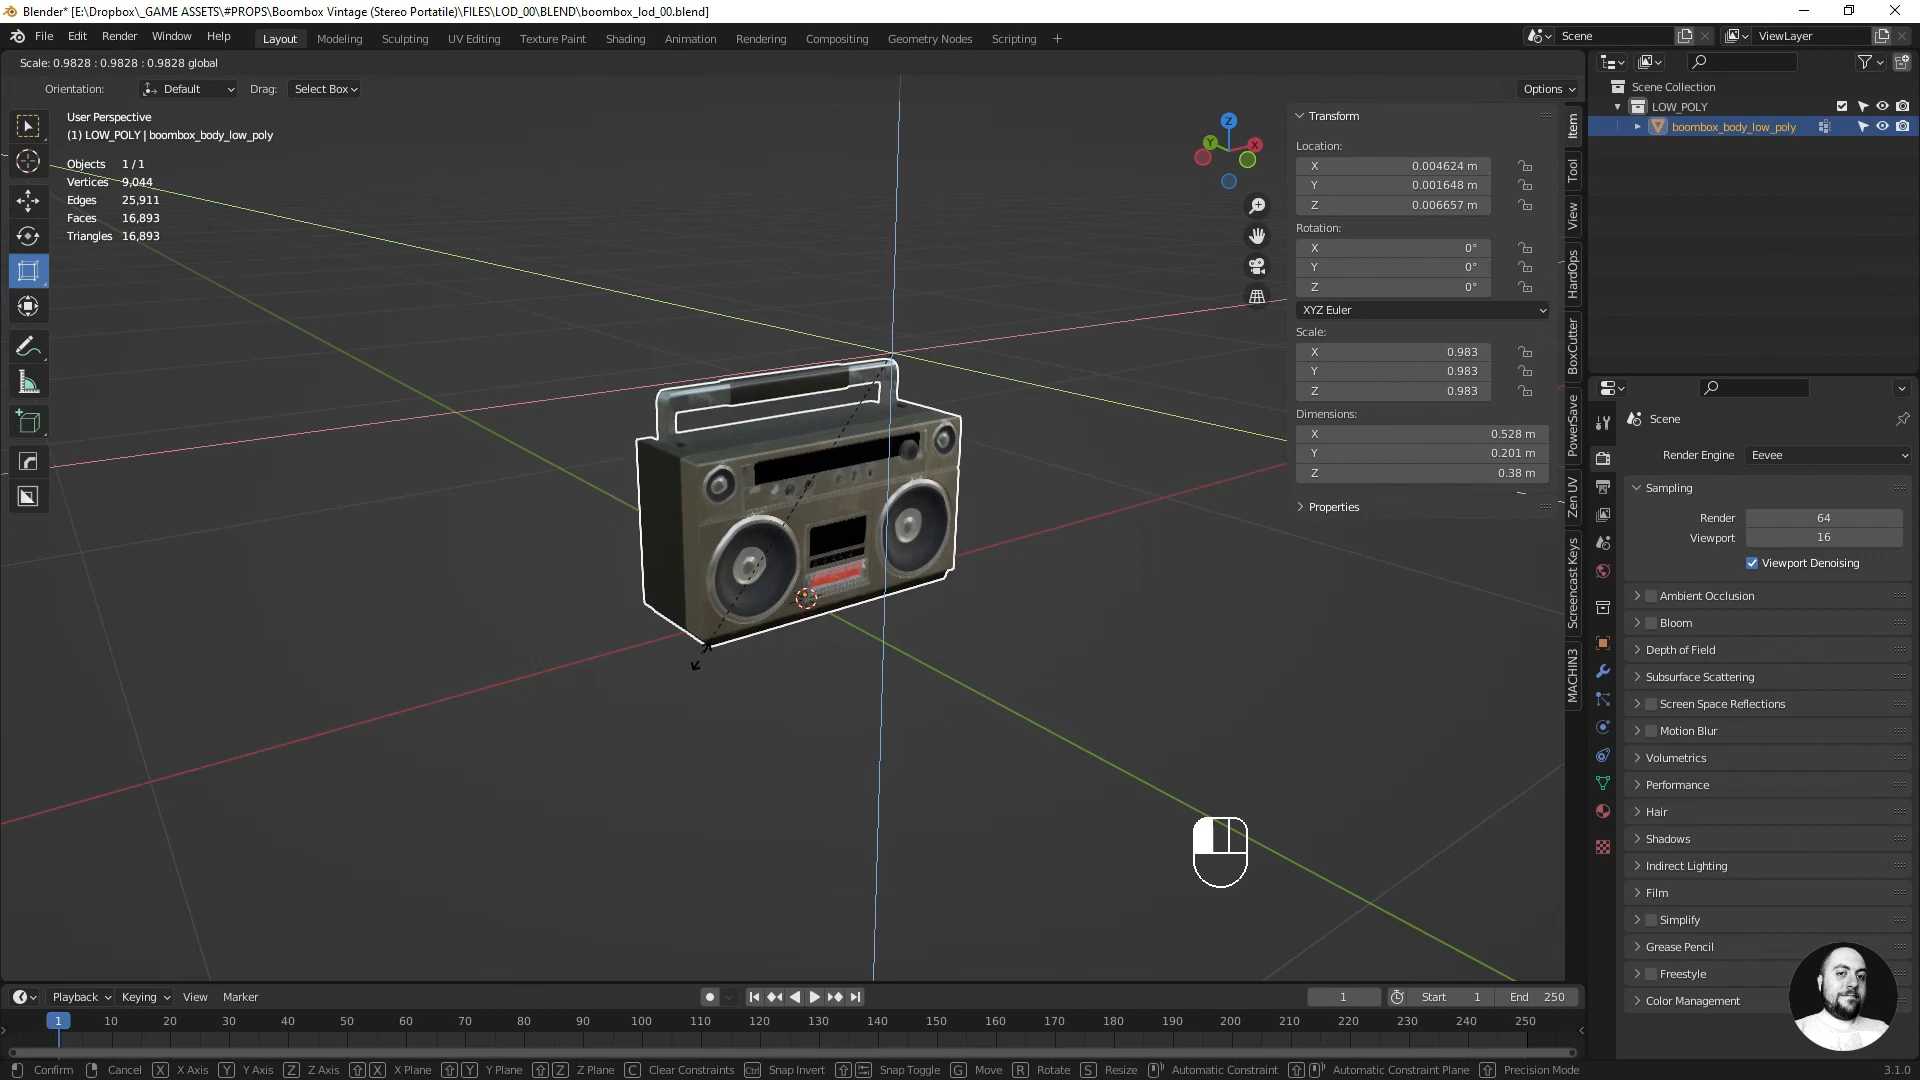 Blender* [E:\Dropbox\_GAME ASSETS\#PROPS\Boombox Vintage (Stereo Portatile)\FILES\LOD_00\BLEND\boombox_lod_00.blend]
File Edit Render Window Help Layout Modeling Sculpting UV Editing Texture Paint Shading Animation Rendering Compositing Geometry Nodes Scripting + Scene ViewLayer
Scale: 0.9828 : 0.9828 : 0.9828 global
Orientation: Default Drag: Select Box Options
User Perspective
(1) LOW_POLY | boombox_body_low_poly
Objects 1 / 1
Vertices 9,044
Edges 25,911
Faces 16,893
Triangles 16,893
Z
Y
X
Transform
Location:
X 0.004624 m
Y 0.001648 m
Z 0.006657 m
Rotation:
X 0°
Y 0°
Z 0°
XYZ Euler
Scale:
X 0.983
Y 0.983
Z 0.983
Dimensions:
X 0.528 m
Y 0.201 m
Z 0.38 m
Properties
Item
Tool
View
HardOps
BoxCutter
PowerSave
Zen UV
Screencast Keys
MACHIN3
Scene Collection
LOW_POLY
boombox_body_low_poly
Scene
Render Engine Eevee
Sampling
Render 64
Viewport 16
Viewport Denoising
Ambient Occlusion
Bloom
Depth of Field
Subsurface Scattering
Screen Space Reflections
Motion Blur
Volumetrics
Performance
Hair
Shadows
Indirect Lighting
Film
Simplify
Grease Pencil
Freestyle
Color Management
Playback Keying View Marker 1 Start 1 End 250
1 10 20 30 40 50 60 70 80 90 100 110 120 130 140 150 160 170 180 190 200 210 220 230 240 250
Confirm Cancel X X Axis Y Y Axis Z Z Axis X X Plane Y Y Plane Z Z Plane C Clear Constraints Ctrl Snap Invert Snap Toggle G Move R Rotate S Resize Automatic Constraint Automatic Constraint Plane Precision Mode 3.1.0